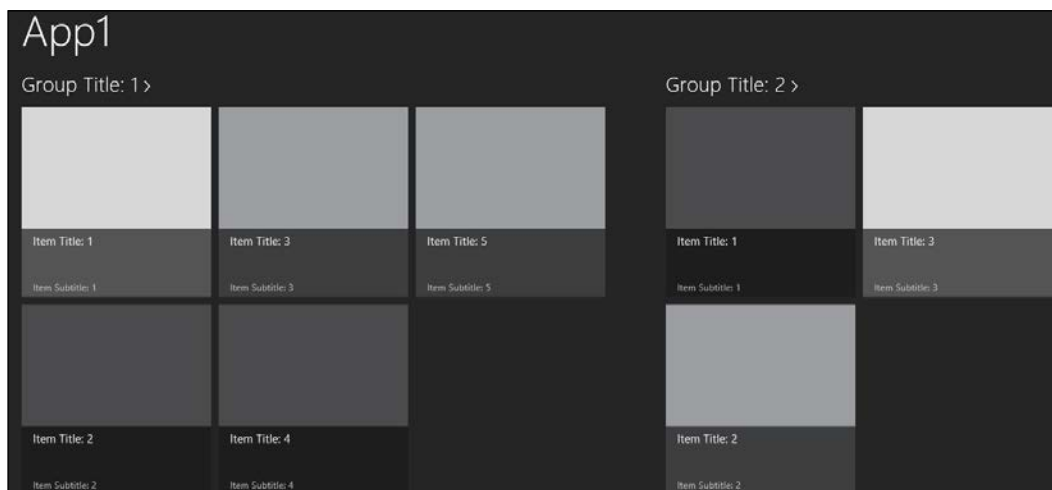 App1
Group Title: 1 >
Item Title: 1
Item Subtitle: 1
Item Title: 3
Item Subtitle: 3
Item Title: 5
Item Subtitle: 5
Item Title: 2
Item Subtitle: 2
Item Title: 4
Item Subtitle: 4
Group Title: 2 >
Item Title: 1
Item Subtitle: 1
Item Title: 3
Item Subtitle: 3
Item Title: 2
Item Subtitle: 2